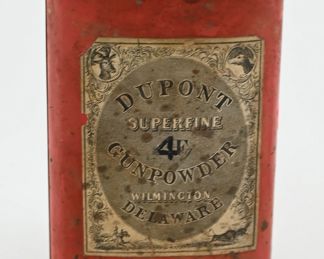 DUPONT
SUPERFINE
4F
GUNPOWDER
WILMINGTON
DELAWARE